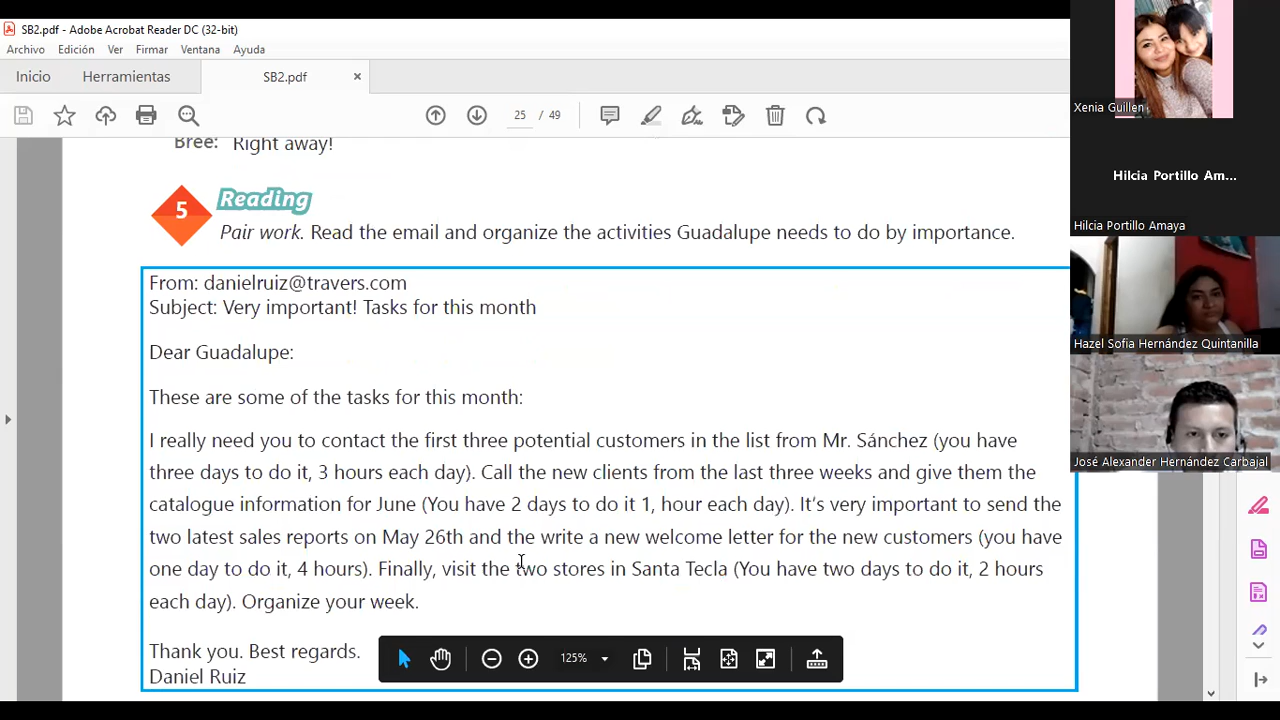 SB2.pdf - Adobe Acrobat Reader DC (32-bit)
Archivo Edición Ver Firmar Ventana Ayuda
Inicio Herramientas SB2.pdf ×
25 / 49
Bree: Right away!
5 Reading
Pair work. Read the email and organize the activities Guadalupe needs to do by importance.
From: danielruiz@travers.com
Subject: Very important! Tasks for this month
Dear Guadalupe:
These are some of the tasks for this month:
I really need you to contact the first three potential customers in the list from Mr. Sánchez (you have
three days to do it, 3 hours each day). Call the new clients from the last three weeks and give them the
catalogue information for June (You have 2 days to do it 1, hour each day). It's very important to send the
two latest sales reports on May 26th and the write a new welcome letter for the new customers (you have
one day to do it, 4 hours). Finally, visit the two stores in Santa Tecla (You have two days to do it, 2 hours
each day). Organize your week.
Thank you. Best regards.
Daniel Ruiz
125%
Xenia Guillen
Hilcia Portillo Am...
Hilcia Portillo Amaya
Hazel Sofia Hernández Quintanilla
José Alexander Hernández Carbajal